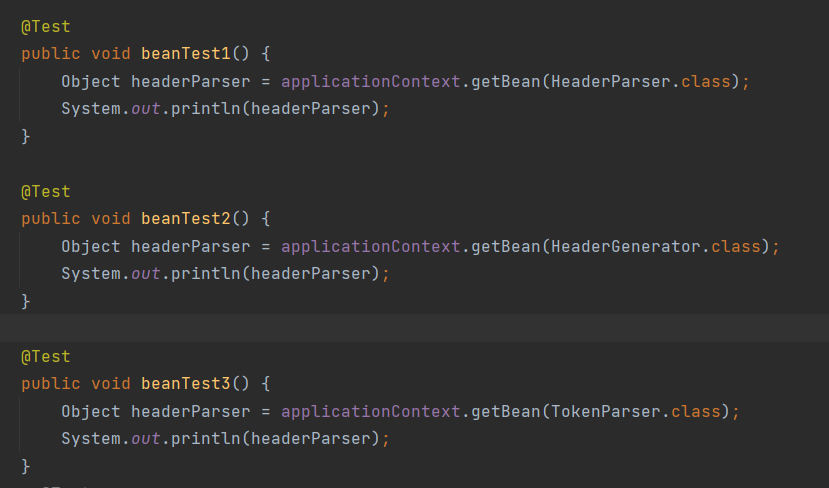 @Test
public void beanTest1() {
Object headerParser = applicationContext.getBean(HeaderParser.class);
System.out.println(headerParser);
}
@Test
public void beanTest2() {
Object headerParser = applicationContext.getBean(HeaderGenerator.class);
System.out.println(headerParser);
}
@Test
public void beanTest3() {
Object headerParser = applicationContext.getBean(TokenParser.class);
System.out.println(headerParser);
}